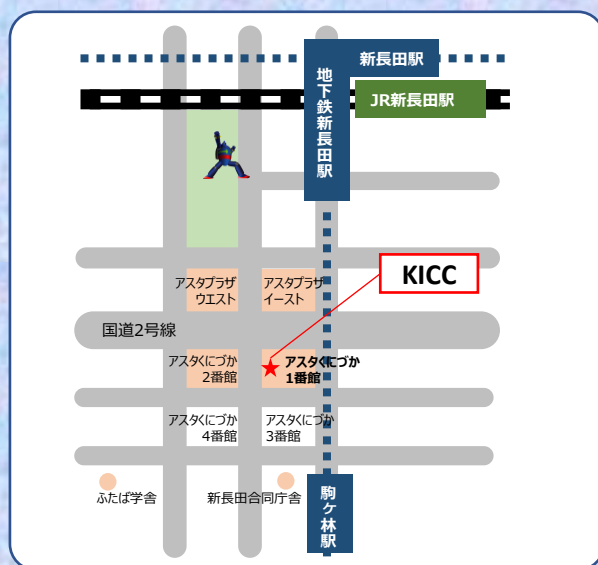 新長田駅
JR新長田駅
地下鉄新長田駅
KICC
アスタプラザ
ウエスト
アスタプラザ
イースト
国道2号線
アスタくにづか
2番館
アスタくにづか
1番館
アスタくにづか
4番館
アスタくにづか
3番館
ふたば学舎
新長田合同庁舎
駒ヶ林駅